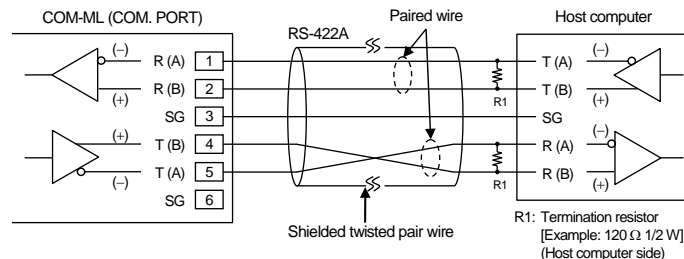 COM-ML (COM. PORT)
Paired wire
Host computer
RS-422A
(–)
R (A)
1
T (A)
(–)
R (B)
2
R1
T (B)
(+)
(+)
SG
3
SG
(+)
T (B)
4
R (A)
(–)
T (A)
5
R (B)
(–)
R1
(+)
SG
6
Shielded twisted pair wire
R1: Termination resistor
[Example: 120 Ω 1/2 W]
(Host computer side)